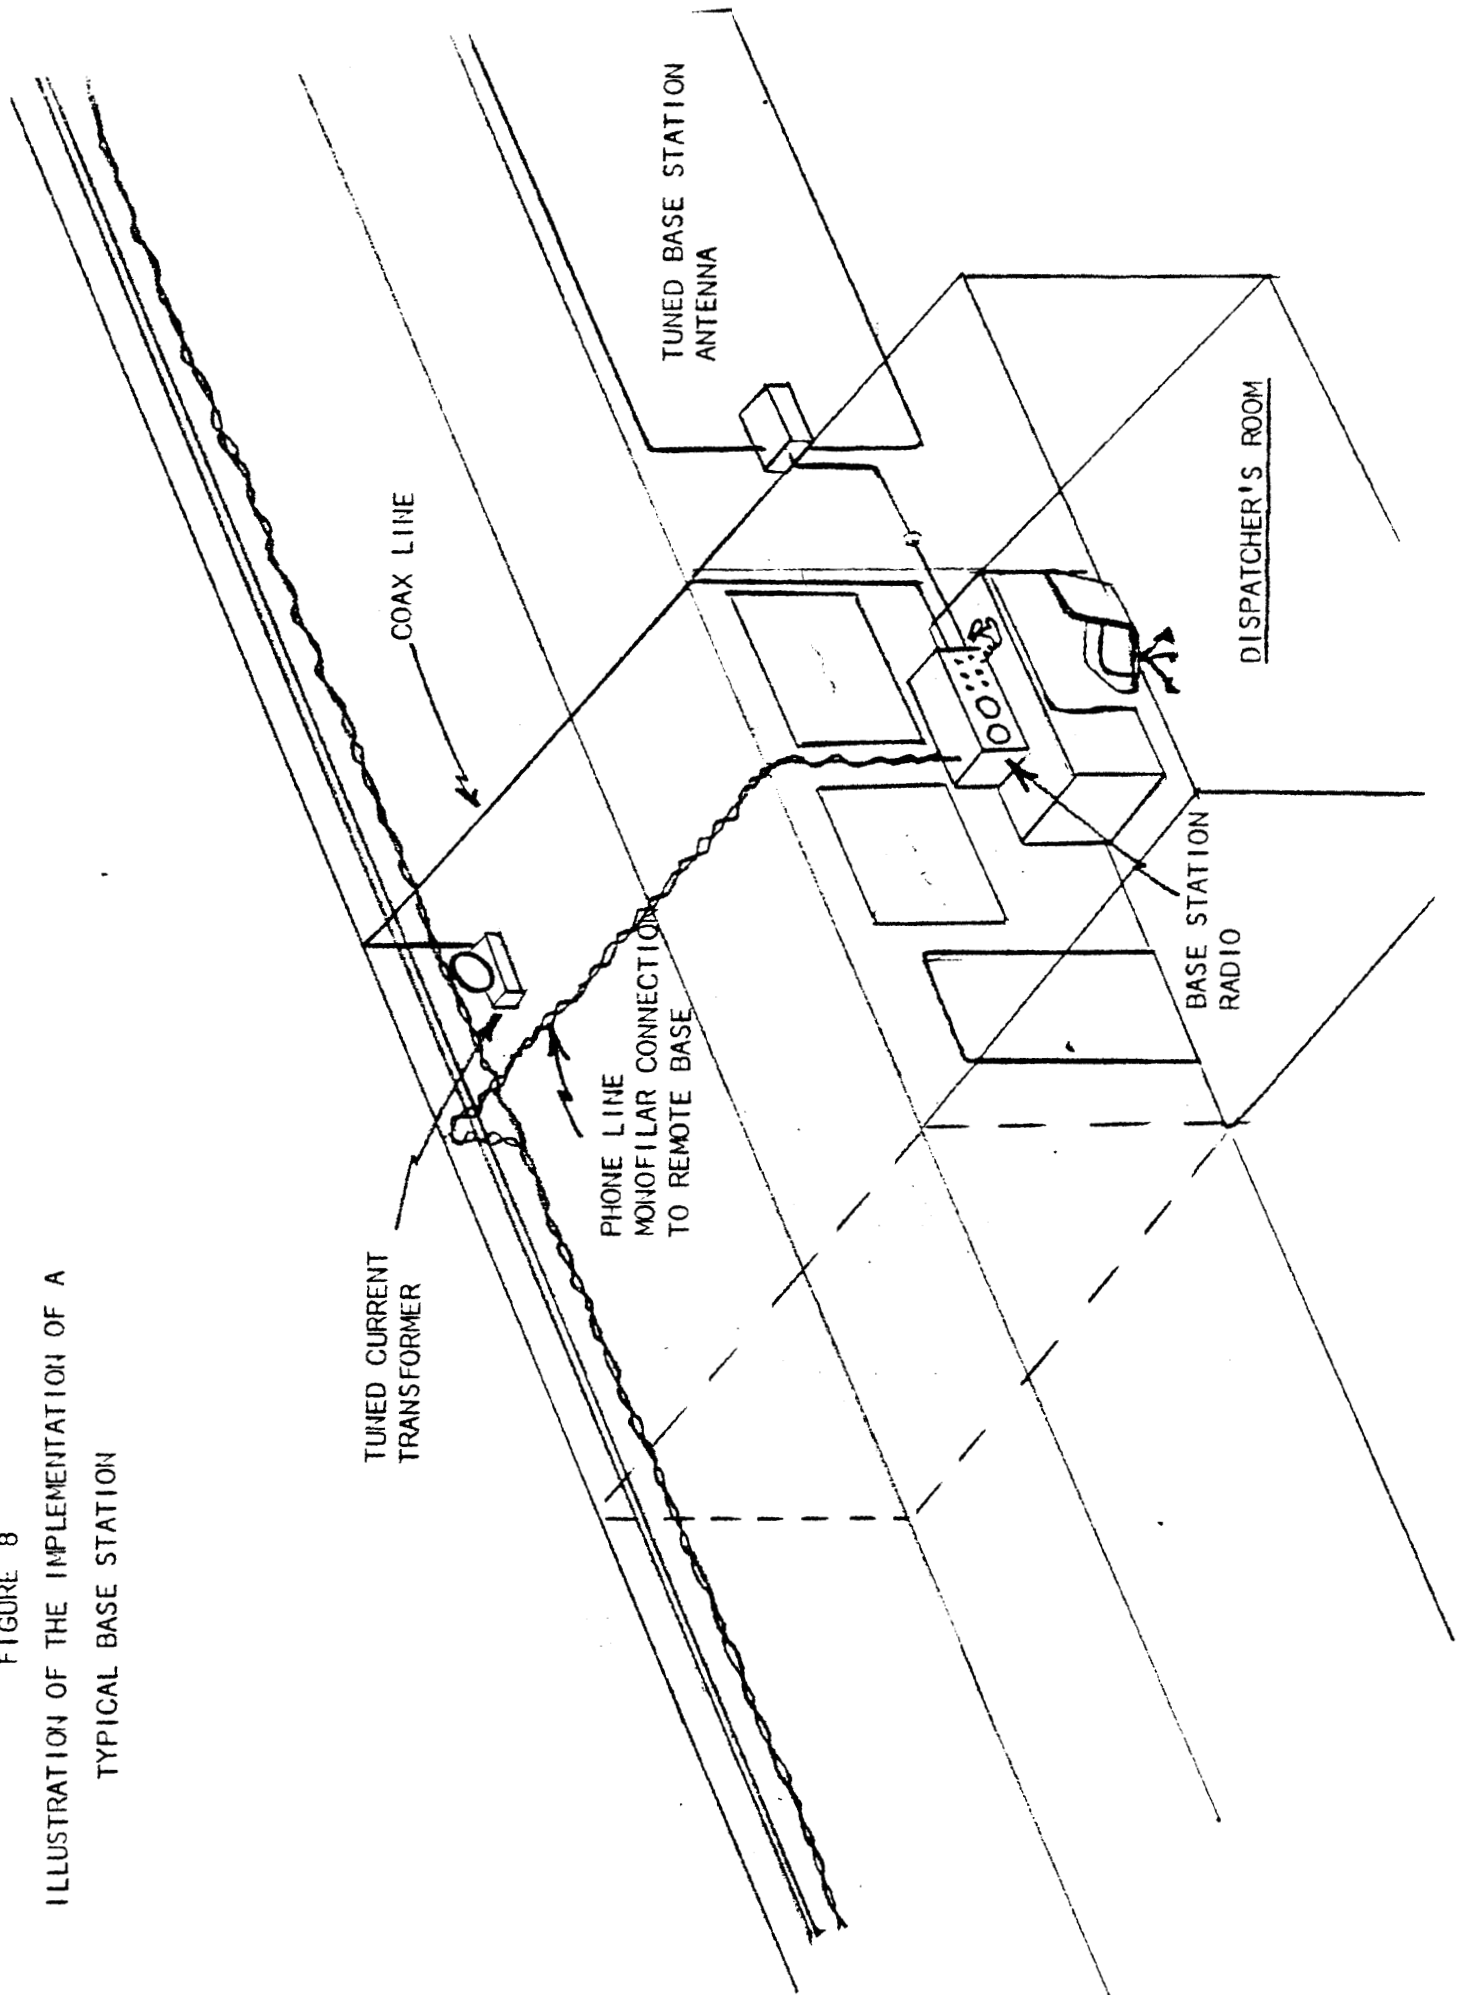 FIGURE 8
ILLUSTRATION OF THE IMPLEMENTATION OF A
TYPICAL BASE STATION
TUNED CURRENT
TRANSFORMER
COAX LINE
PHONE LINE
MONOFILAR CONNECTION
TO REMOTE BASE
TUNED BASE STATION
ANTENNA
BASE STATION
RADIO
DISPATCHER'S ROOM